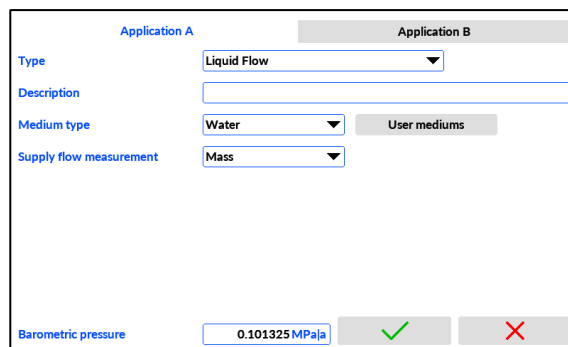 Application A Application B
Type Liquid Flow
Description
Medium type Water User mediums
Supply flow measurement Mass
Barometric pressure 0.101325 MPa|a